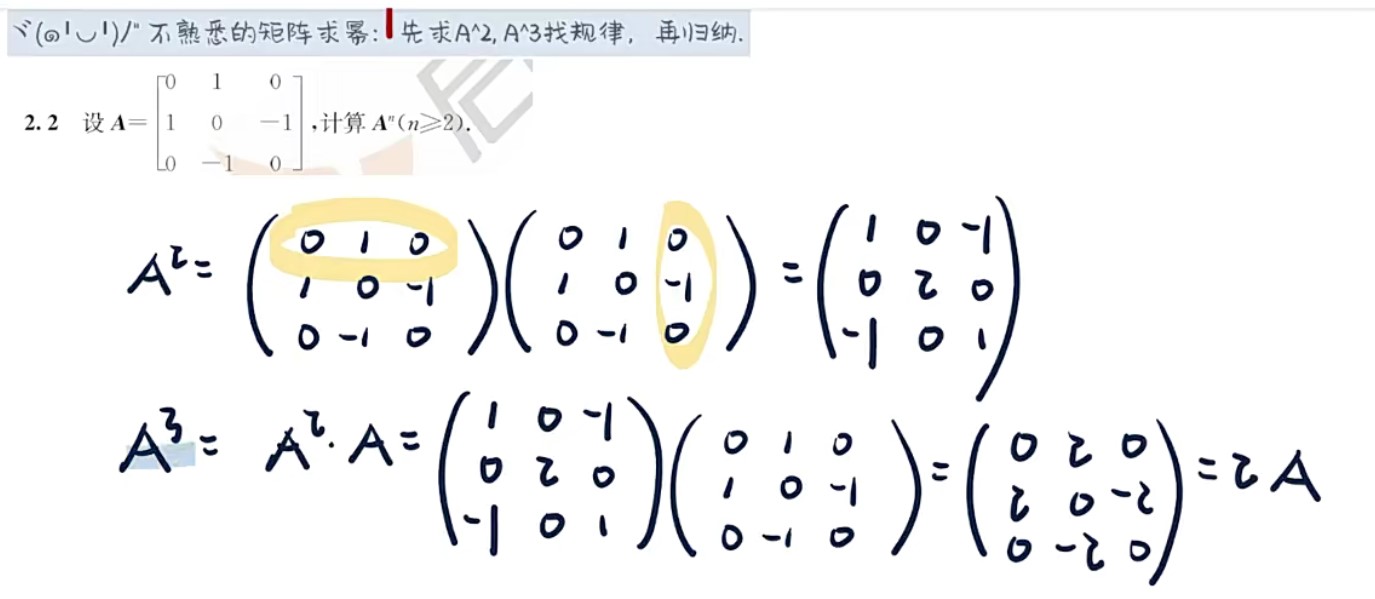 ヾ(๑╹◡╹)ﾉ" 不熟悉的矩阵求幂: 先求A^2, A^3找规律, 再归纳.
2.2 设 A= [0 1 0; 1 0 -1; 0 -1 0] ,计算 Aⁿ(n⩾2).
A²= (0 1 0; 1 0 -1; 0 -1 0)(0 1 0; 1 0 -1; 0 -1 0) = (1 0 -1; 0 2 0; -1 0 1)
A³= A²·A= (1 0 -1; 0 2 0; -1 0 1)(0 1 0; 1 0 -1; 0 -1 0) = (0 2 0; 2 0 -2; 0 -2 0) = 2A